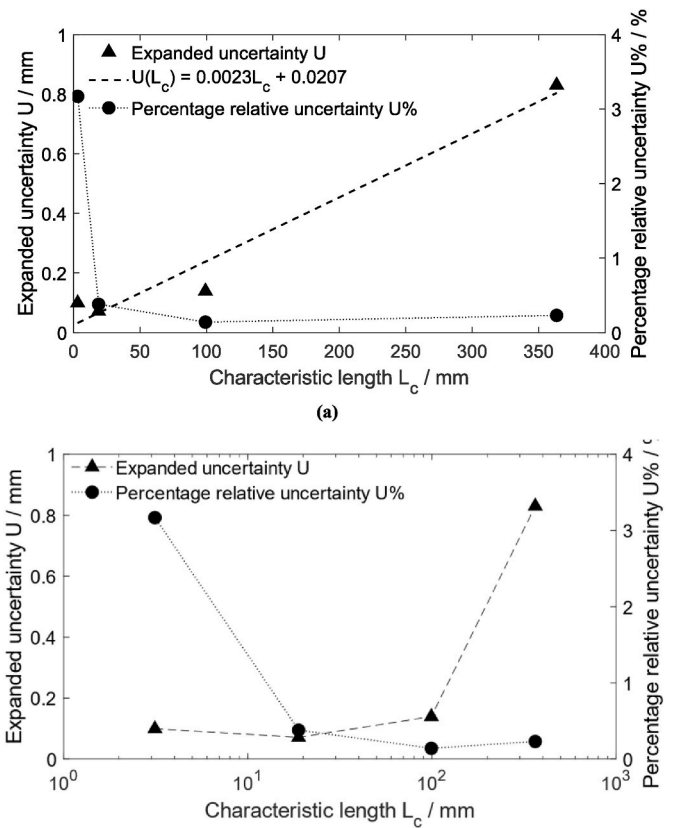 Expanded uncertainty U / mm
1
0.8
0.6
0.4
0.2
0
Expanded uncertainty U
U(Lc) = 0.0023Lc + 0.0207
Percentage relative uncertainty U%
4
3
2
1
0
Percentage relative uncertainty U% / %
0 50 100 150 200 250 300 350 400
Characteristic length Lc / mm
(a)
Expanded uncertainty U / mm
1
0.8
0.6
0.4
0.2
0
Expanded uncertainty U
Percentage relative uncertainty U%
4
3
2
1
0
Percentage relative uncertainty U% /
10^0 10^1 10^2 10^3
Characteristic length Lc / mm